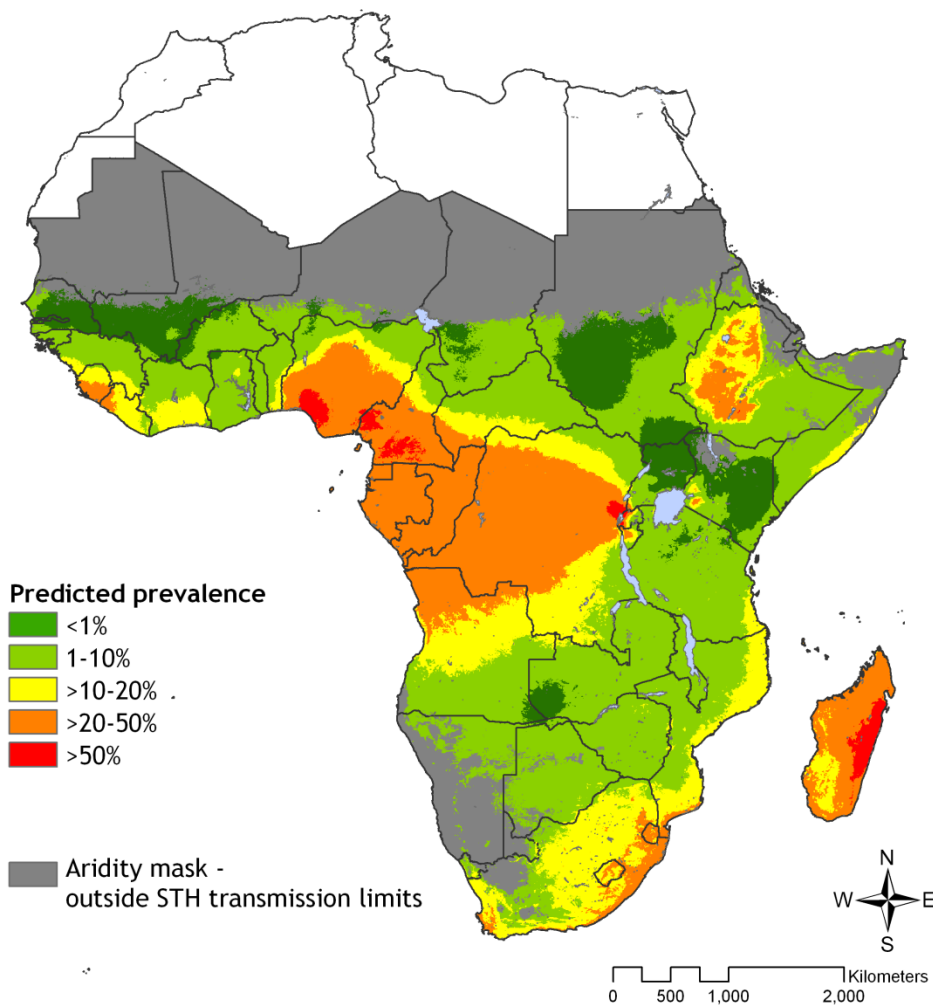 Predicted prevalence
<1%
1-10%
>10-20%
>20-50%
>50%
Aridity mask -
outside STH transmission limits
N
W E
S
Kilometers
0 500 1,000 2,000